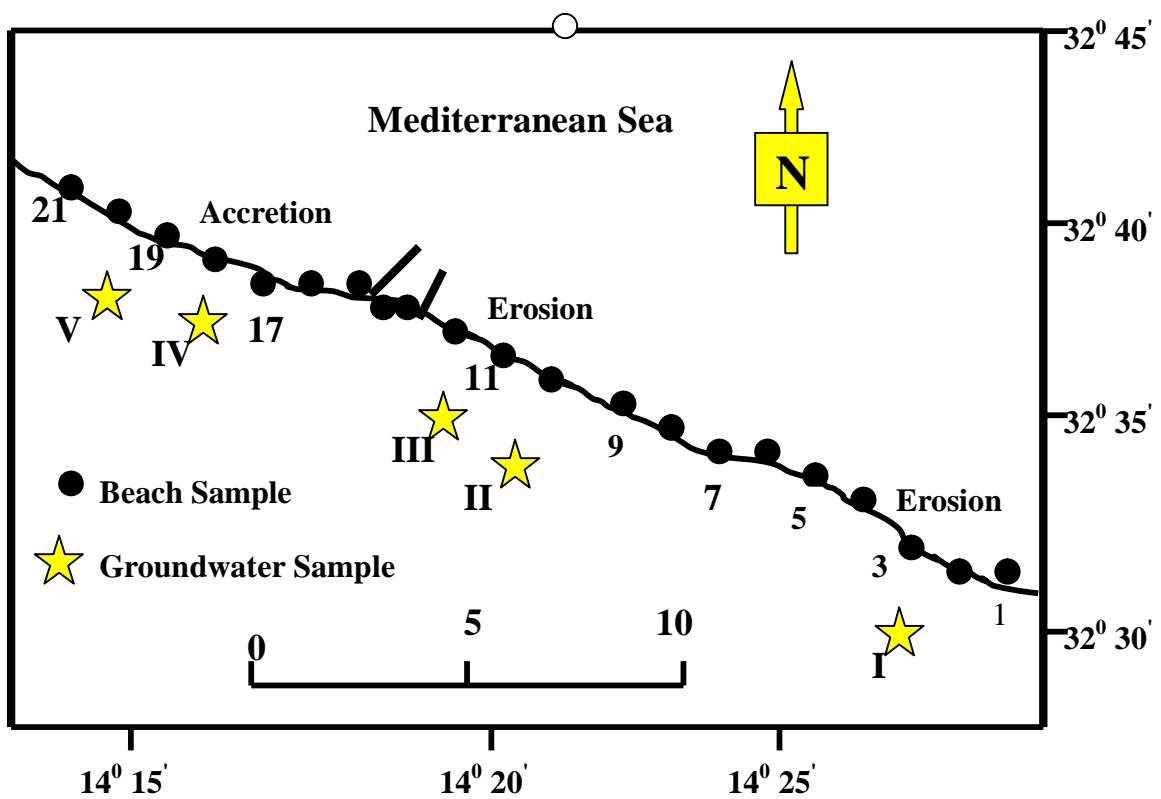 32⁰ 45'
Mediterranean Sea
N
21
Accretion
32⁰ 40'
19
V
IV
17
Erosion
11
III
9
32⁰ 35'
Beach Sample
II
7
5
Erosion
Groundwater Sample
3
1
0
5
10
32⁰ 30'
I
14⁰ 15'
14⁰ 20'
14⁰ 25'